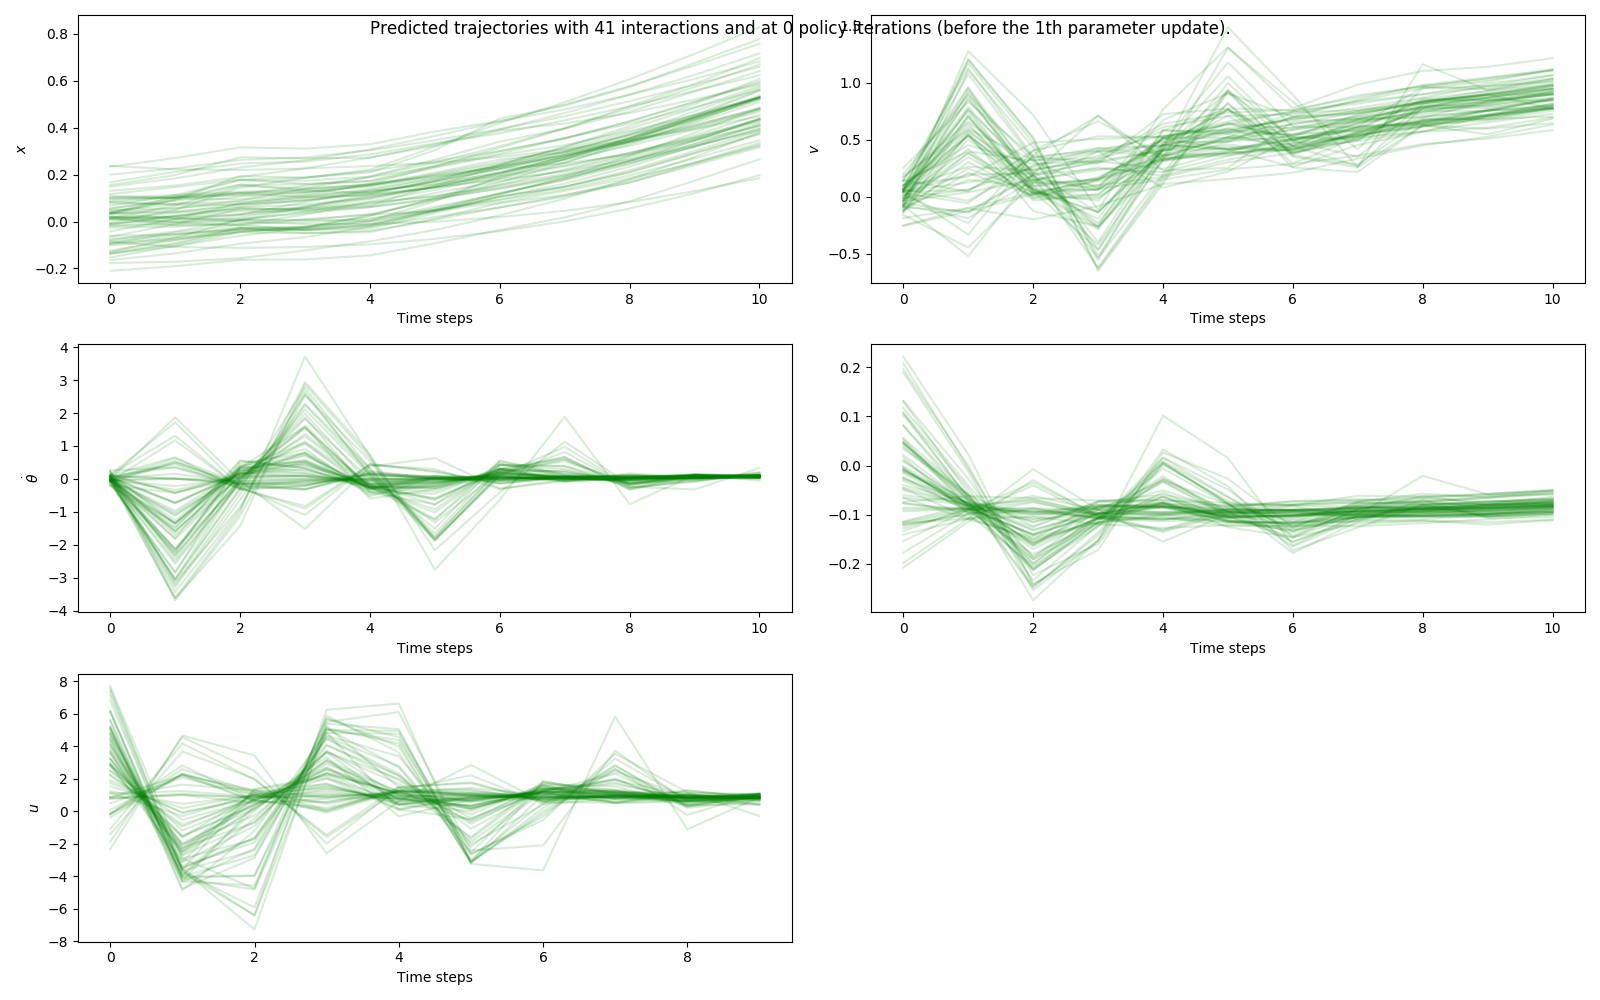 Predicted trajectories with 41 interactions and at 0 policy iterations (before the 1th parameter update).
0.8
0.6
0.4
0.2
0.0
−0.2
x
0 2 4 6 8 10
Time steps
1.5
1.0
0.5
0.0
−0.5
v
0 2 4 6 8 10
Time steps
4
3
2
1
0
−1
−2
−3
−4
θ̇
0 2 4 6 8 10
Time steps
0.2
0.1
0.0
−0.1
−0.2
θ
0 2 4 6 8 10
Time steps
8
6
4
2
0
−2
−4
−6
−8
u
0 2 4 6 8
Time steps